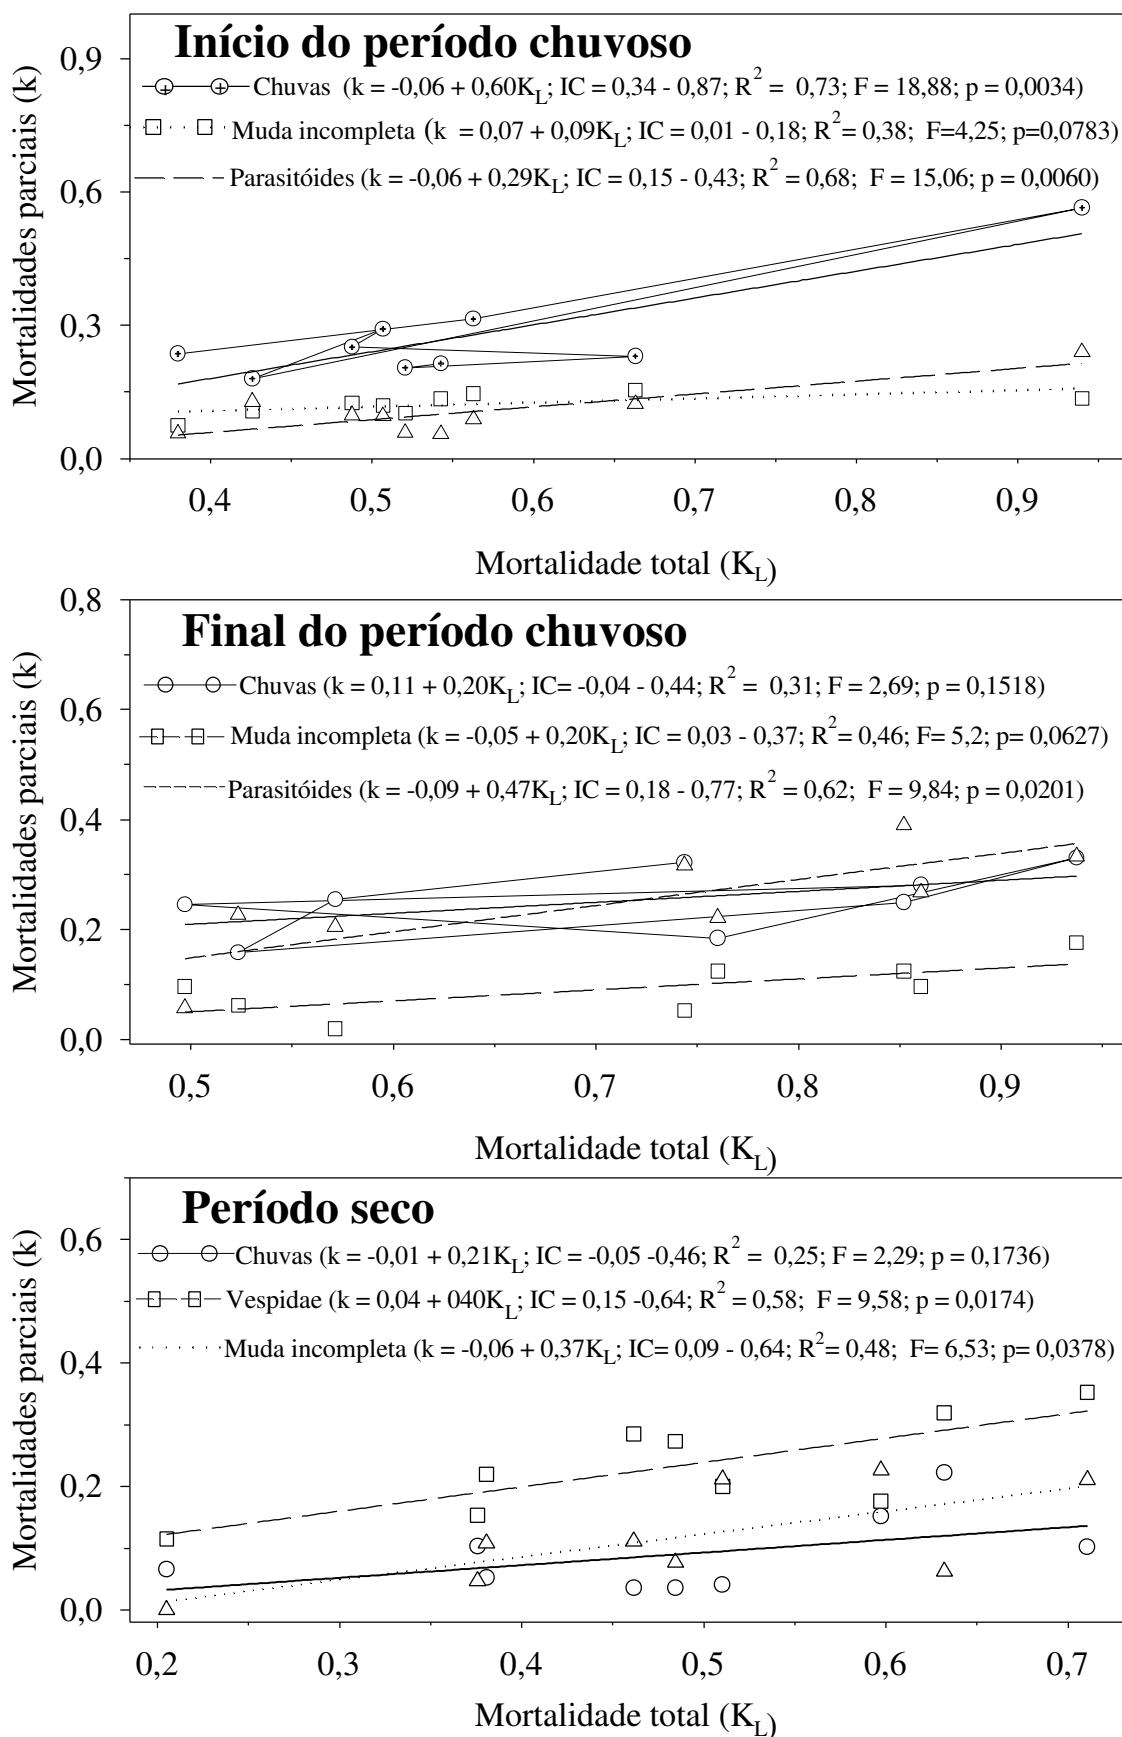 Início do período chuvoso
Chuvas (k = -0,06 + 0,60K_L; IC = 0,34 - 0,87; R² = 0,73; F = 18,88; p = 0,0034)
Muda incompleta (k = 0,07 + 0,09K_L; IC = 0,01 - 0,18; R²= 0,38; F=4,25; p=0,0783)
Parasitóides (k = -0,06 + 0,29K_L; IC = 0,15 - 0,43; R² = 0,68; F = 15,06; p = 0,0060)
Mortalidades parciais (k)
0,9
0,6
0,3
0,0
0,4 0,5 0,6 0,7 0,8 0,9
Mortalidade total (K_L)
Final do período chuvoso
Chuvas (k = 0,11 + 0,20K_L; IC= -0,04 - 0,44; R² = 0,31; F = 2,69; p = 0,1518)
Muda incompleta (k = -0,05 + 0,20K_L; IC = 0,03 - 0,37; R²= 0,46; F= 5,2; p= 0,0627)
Parasitóides (k = -0,09 + 0,47K_L; IC = 0,18 - 0,77; R² = 0,62; F = 9,84; p = 0,0201)
Mortalidades parciais (k)
0,8
0,6
0,4
0,2
0,0
0,5 0,6 0,7 0,8 0,9
Mortalidade total (K_L)
Período seco
Chuvas (k = -0,01 + 0,21K_L; IC = -0,05 -0,46; R² = 0,25; F = 2,29; p = 0,1736)
Vespidae (k = 0,04 + 040K_L; IC = 0,15 -0,64; R² = 0,58; F = 9,58; p = 0,0174)
Muda incompleta (k = -0,06 + 0,37K_L; IC= 0,09 - 0,64; R²= 0,48; F= 6,53; p= 0,0378)
Mortalidades parciais (k)
0,6
0,4
0,2
0,0
0,2 0,3 0,4 0,5 0,6 0,7
Mortalidade total (K_L)